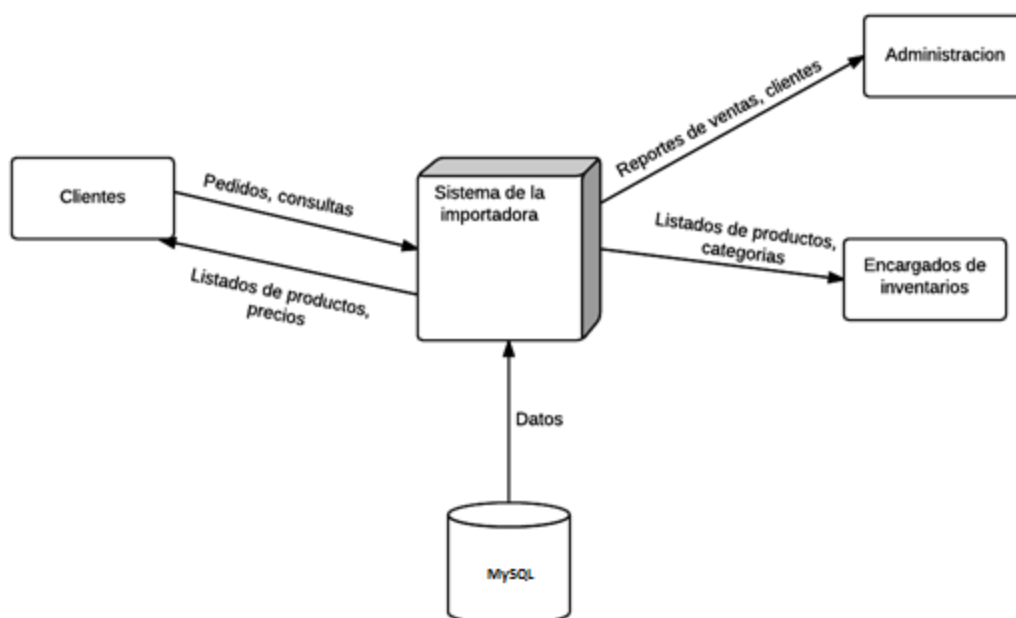 Administracion
Reportes de ventas, clientes
Clientes
Pedidos, consultas
Sistema de la
importadora
Listados de productos,
categorias
Encargados de
inventarios
Listados de productos,
precios
Datos
MySQL